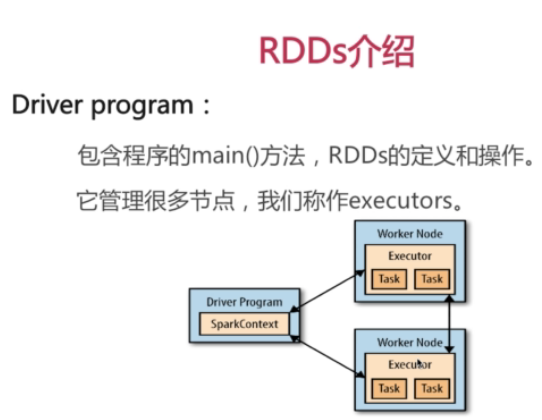 RDDs介绍
Driver program：
包含程序的main()方法，RDDs的定义和操作。
它管理很多节点，我们称作executors。
Worker Node
Executor
Task Task
Driver Program
SparkContext
Worker Node
Executor
Task Task